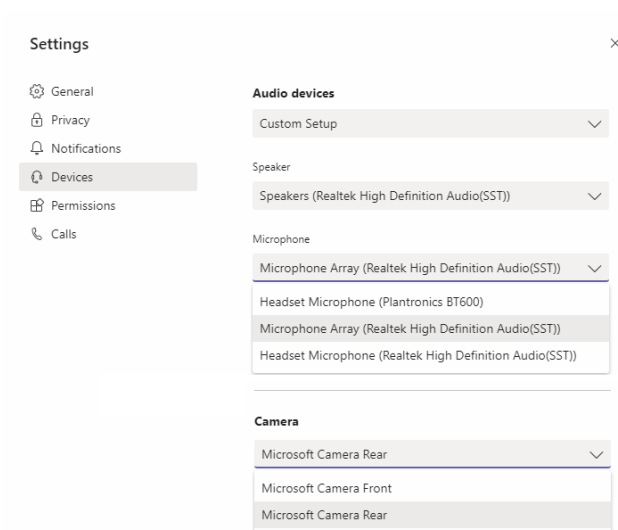 Settings
General
Privacy
Notifications
Devices
Permissions
Calls
Audio devices
Custom Setup
Speaker
Speakers (Realtek High Definition Audio(SST))
Microphone
Microphone Array (Realtek High Definition Audio(SST))
Headset Microphone (Plantronics BT600)
Microphone Array (Realtek High Definition Audio(SST))
Headset Microphone (Realtek High Definition Audio(SST))
Camera
Microsoft Camera Rear
Microsoft Camera Front
Microsoft Camera Rear